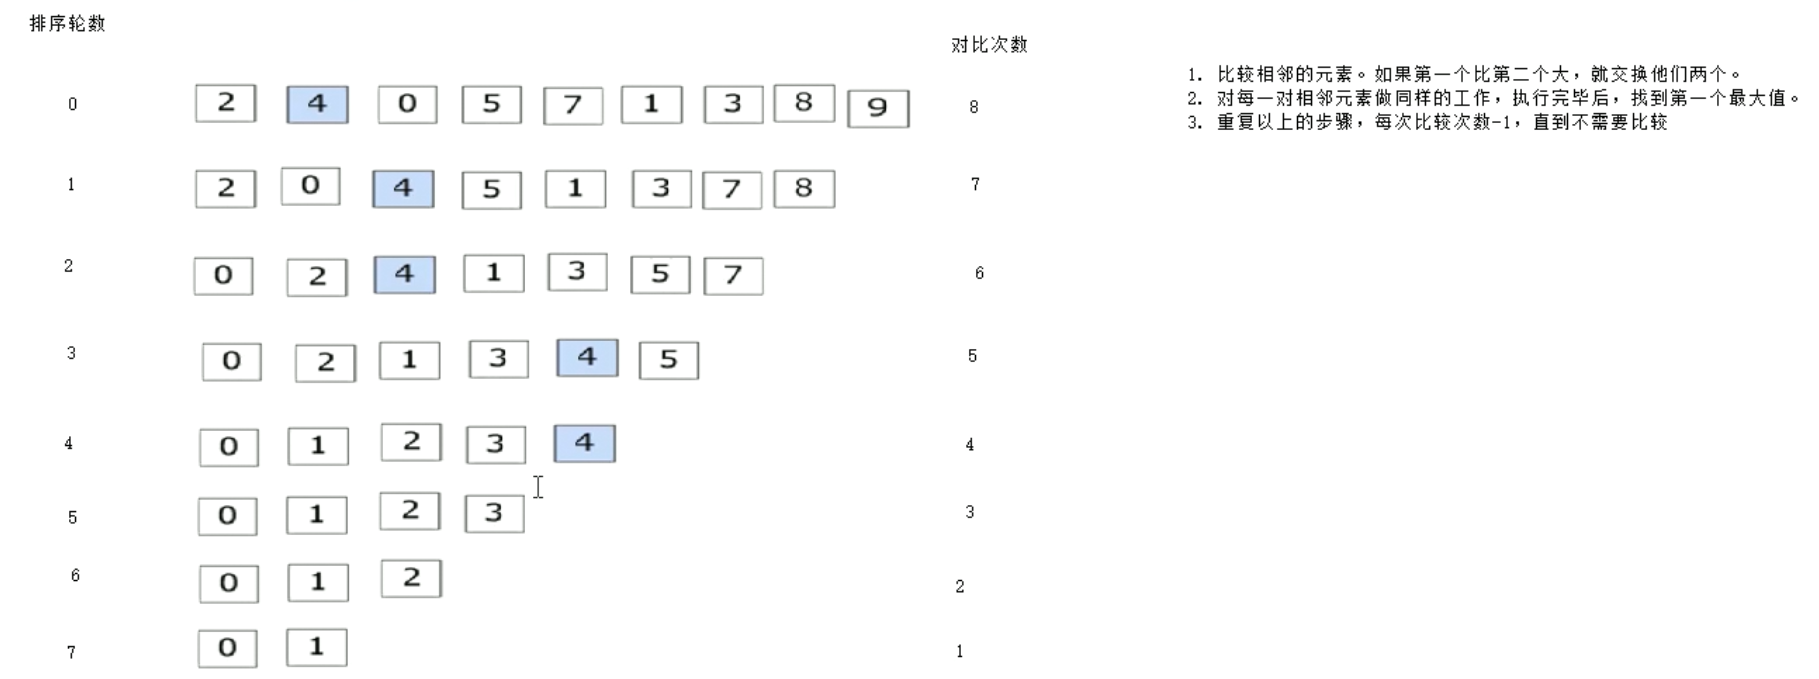 排序轮数
对比次数
1. 比较相邻的元素。如果第一个比第二个大，就交换他们两个。
2. 对每一对相邻元素做同样的工作，执行完毕后，找到第一个最大值。
3. 重复以上的步骤，每次比较次数-1，直到不需要比较
0 2 4 0 5 7 1 3 8 9 8
1 2 0 4 5 1 3 7 8 7
2 0 2 4 1 3 5 7 6
3 0 2 1 3 4 5 5
4 0 1 2 3 4 4
5 0 1 2 3 3
6 0 1 2 2
7 0 1 1